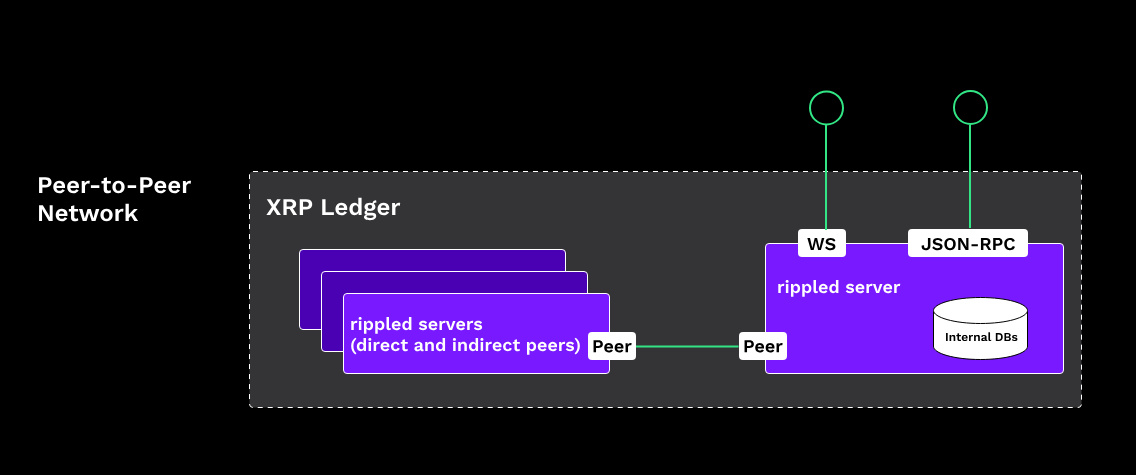 Peer-to-Peer
Network
XRP Ledger
WS
JSON-RPC
rippled server
Internal DBs
rippled servers
(direct and indirect peers)
Peer
Peer